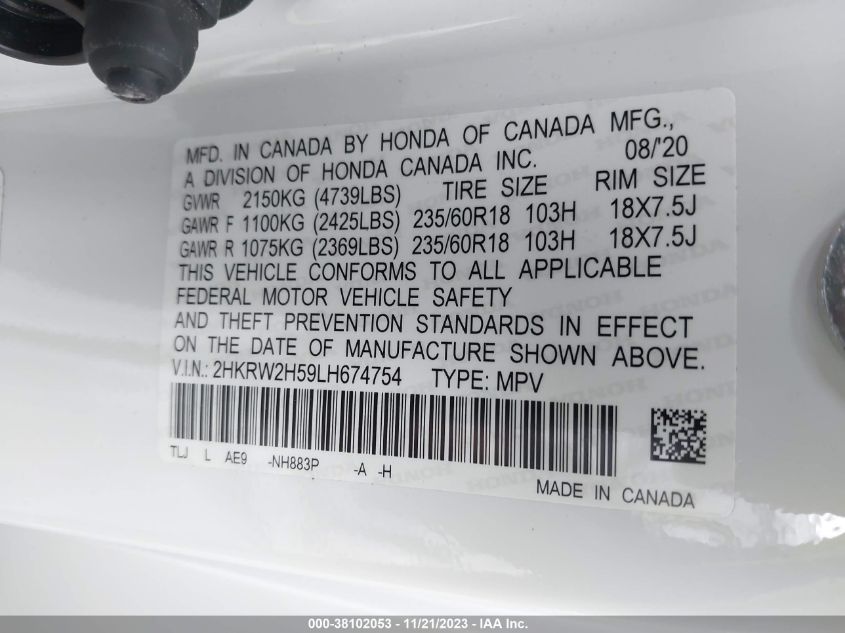 MFD. IN CANADA BY HONDA OF CANADA MFG.,
A DIVISION OF HONDA CANADA INC. 08/'20
GVWR 2150KG (4739LBS) TIRE SIZE RIM SIZE
GAWR F 1100KG (2425LBS) 235/60R18 103H 18X7.5J
GAWR R 1075KG (2369LBS) 235/60R18 103H 18X7.5J
THIS VEHICLE CONFORMS TO ALL APPLICABLE
FEDERAL MOTOR VEHICLE SAFETY
AND THEFT PREVENTION STANDARDS IN EFFECT
ON THE DATE OF MANUFACTURE SHOWN ABOVE.
V.I.N.: 2HKRW2H59LH674754 TYPE: MPV
TLJ L AE9 -NH883P -A -H
MADE IN CANADA
000-38102053 - 11/21/2023 - IAA Inc.